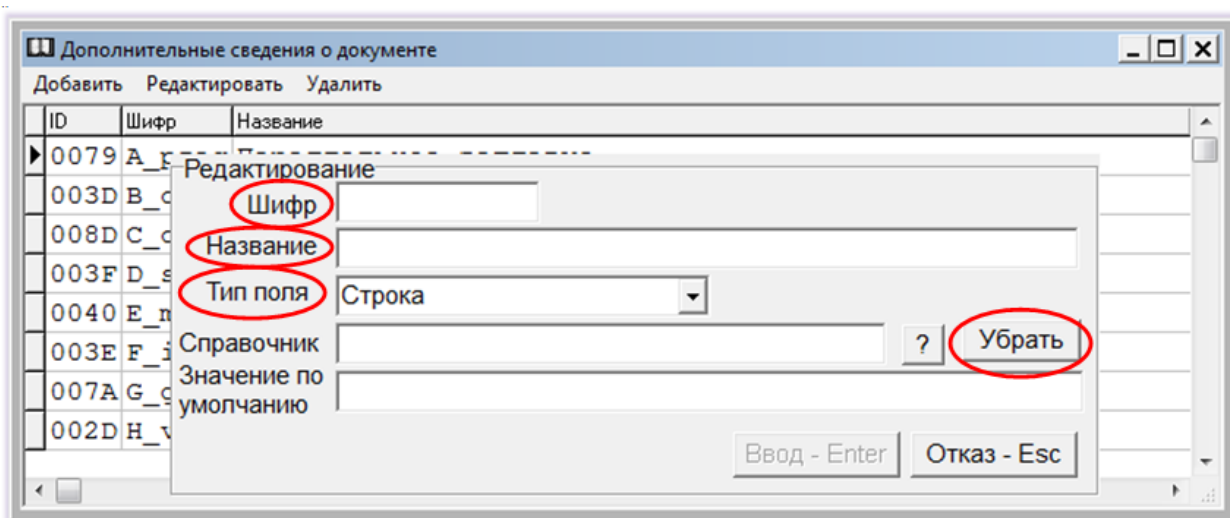 Дополнительные сведения о документе
Добавить Редактировать Удалить
ID Шифр Название
0079
003D
008D
003F
0040
003E
007A
002D
Редактирование
Шифр
Название
Тип поля Строка
Справочник ? Убрать
Значение по
умолчанию
Ввод - Enter Отказ - Esc